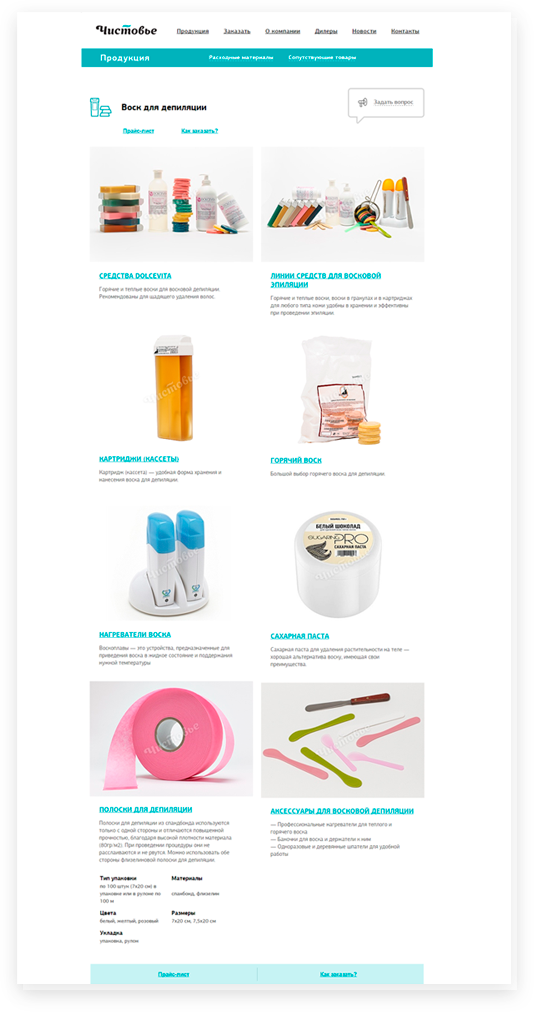 Чистовье
Продукция Заказать О компании Дилеры Новости Контакты
Продукция Расходные материалы Сопутствующие товары
Воск для депиляции
Задать вопрос
Прайс-лист Как заказать?
СРЕДСТВА DOLCEVITA
Горячие и теплые воски для восковой депиляции
Рекомендованы для щадящего удаления волос.
ЛИНИИ СРЕДСТВ ДЛЯ ВОСКОВОЙ
ЭПИЛЯЦИИ
Горячие и теплые воски, воски в гранулах и в картриджах
для любого типа кожи удобны в хранении и эффективны
при проведении эпиляции.
Чистовье
КАРТРИДЖИ (КАССЕТЫ)
Картридж (кассета) — удобная форма хранения и
нанесения воска для депиляции.
ГОРЯЧИЙ ВОСК
Большой выбор горячего воска для депиляции.
Чистовье
БЕЛЫЙ ШОКОЛАД
SUGARING PRO
САХАРНАЯ ПАСТА
Чистовье
НАГРЕВАТЕЛИ ВОСКА
Воскоплавы — это устройства, предназначенные для
приведения воска в жидкое состояние и поддержания
нужной температуры
САХАРНАЯ ПАСТА
Сахарная паста для удаления растительности на теле —
хорошая альтернатива воску, имеющая свои
преимущества.
Чистовье
Чистовье
ПОЛОСКИ ДЛЯ ДЕПИЛЯЦИИ
Полоски для депиляции из спандбонда используются
только с одной стороны и отличаются повышенной
прочностью, благодаря высокой плотности материала
(80гр/м2). При проведении процедуры они не
расслаиваются и не рвутся. Можно использовать обе
стороны флизелиновой полоски для депиляции.
АКСЕССУАРЫ ДЛЯ ВОСКОВОЙ ДЕПИЛЯЦИИ
— Профессиональные нагреватели для теплого и
горячего воска
— Баночки для воска и держатели к ним
— Одноразовые и деревянные шпатели для удобной
работы
Тип упаковки Материалы
по 100 штук (7х20 см) в
упаковке или в рулоне по спанбонд, флизелин
100 м
Цвета Размеры
белый, желтый, розовый 7х20 см, 7,5х20 см
Укладка
упаковка, рулон
Прайс-лист Как заказать?